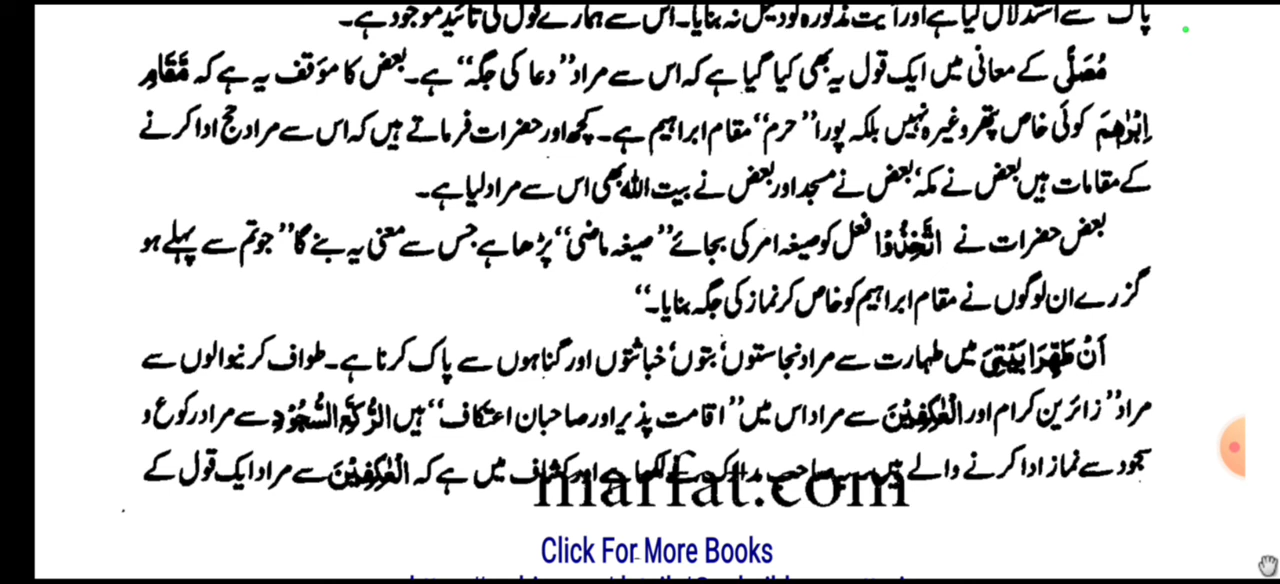 پاک سے استدلال کیا ہے اور آیت مذکورہ کو دلیل نہ بنایا۔ اس سے ہمارے قول کی تائید موجود ہے۔
مُصَلًّی کے معانی میں ایک قول یہ بھی کیا گیا ہے کہ اس سے مراد ’’دعا کی جگہ‘‘ ہے۔ بعض کا مؤقف یہ ہے کہ مَّقَامِ
اِبْرٰهٖمَ کوئی خاص پتھر وغیرہ نہیں بلکہ پورا ’’حرم‘‘ مقام ابراہیم ہے۔ کچھ اور حضرات فرماتے ہیں کہ اس سے مراد حج ادا کرنے
کے مقامات ہیں بعض نے مکہ، بعض نے مسجد اور بعض نے بیت اللہ بھی اس سے مراد لیا ہے۔
بعض حضرات نے اتَّخِذُوْا فعل کو صیغہ امر کی بجائے ’’صیغہ ماضی‘‘ پڑھا ہے جس سے معنی یہ بنے گا ’’جو تم سے پہلے ہو
گزرے ان لوگوں نے مقام ابراہیم کو خاص کر نماز کی جگہ بنایا۔‘‘
اَنْ طَهِّرَا بَیْتِیَ میں طہارت سے مراد نجاستوں، بتوں، خباثتوں اور گناہوں سے پاک کرنا ہے۔ طواف کرنیوالوں سے
مراد ’’زائرین کرام اور الْعٰكِفِیْنَ سے مراد اس میں ’’اقامت پذیر اور صاحبان اعتکاف‘‘ ہیں الرُّكَّعِ السُّجُوْدِ سے مراد رکوع و
سجود سے نماز ادا کرنے والے ہیں یہ صاحب مدارک نے لکھا ہے اور کشاف میں ہے کہ الْعٰكِفِیْنَ سے مراد ایک قول کے
marfat.com
Click For More Books